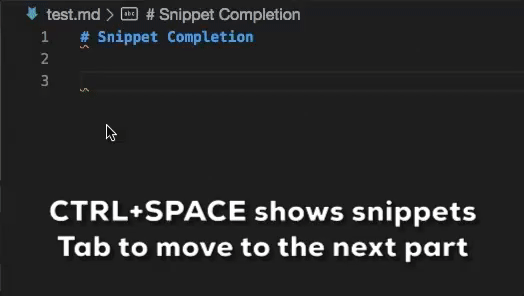 test.md > abc # Snippet Completion
1 # Snippet Completion
2
3
CTRL+SPACE shows snippets
Tab to move to the next part